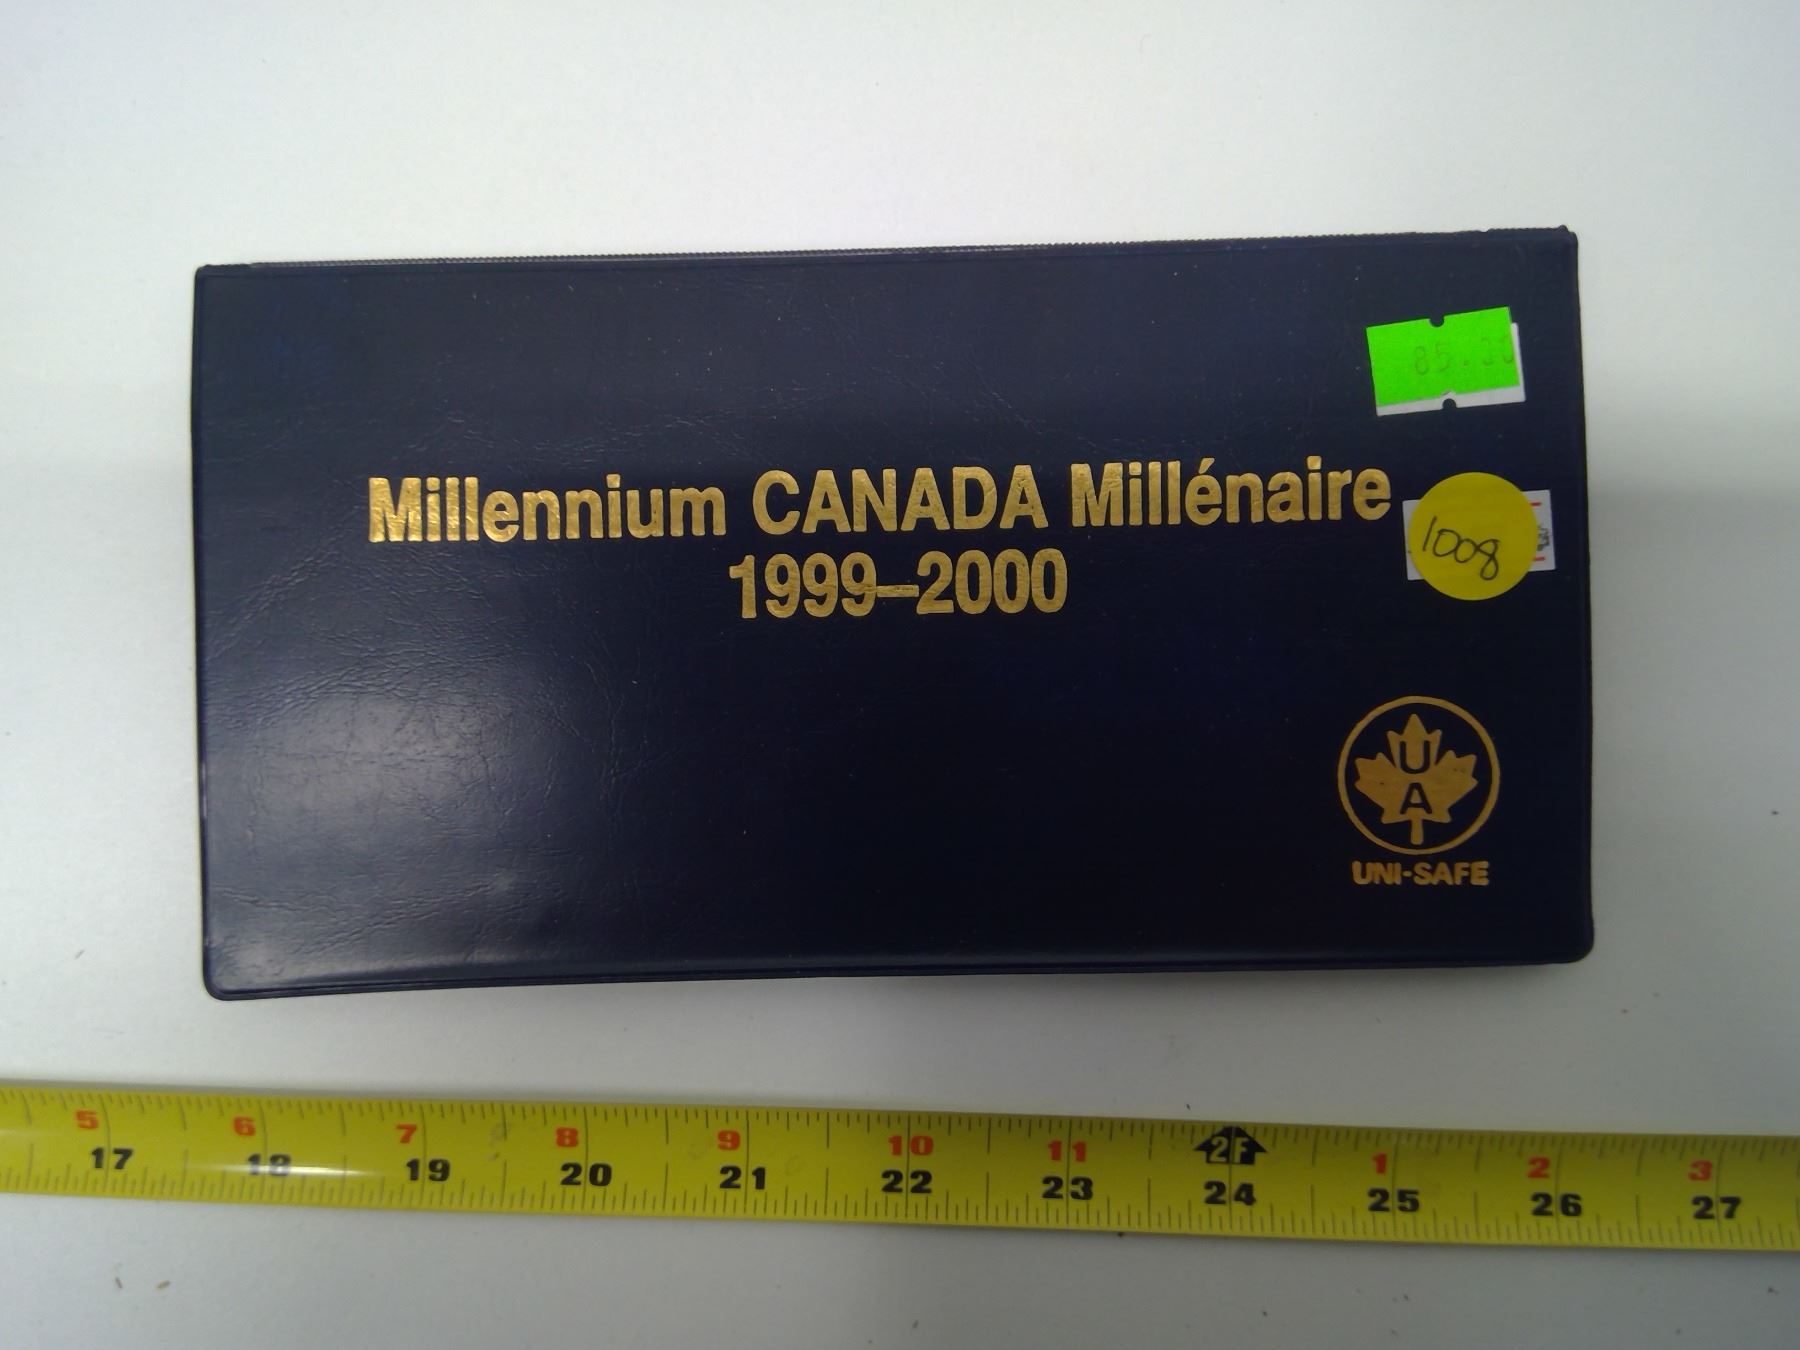 Millennium CANADA Millénaire
1999–2000
1008
U
A
UNI-SAFE
5 6 7 8 9 10 11 2F 1 2 3
17 18 19 20 21 22 23 24 25 26 27